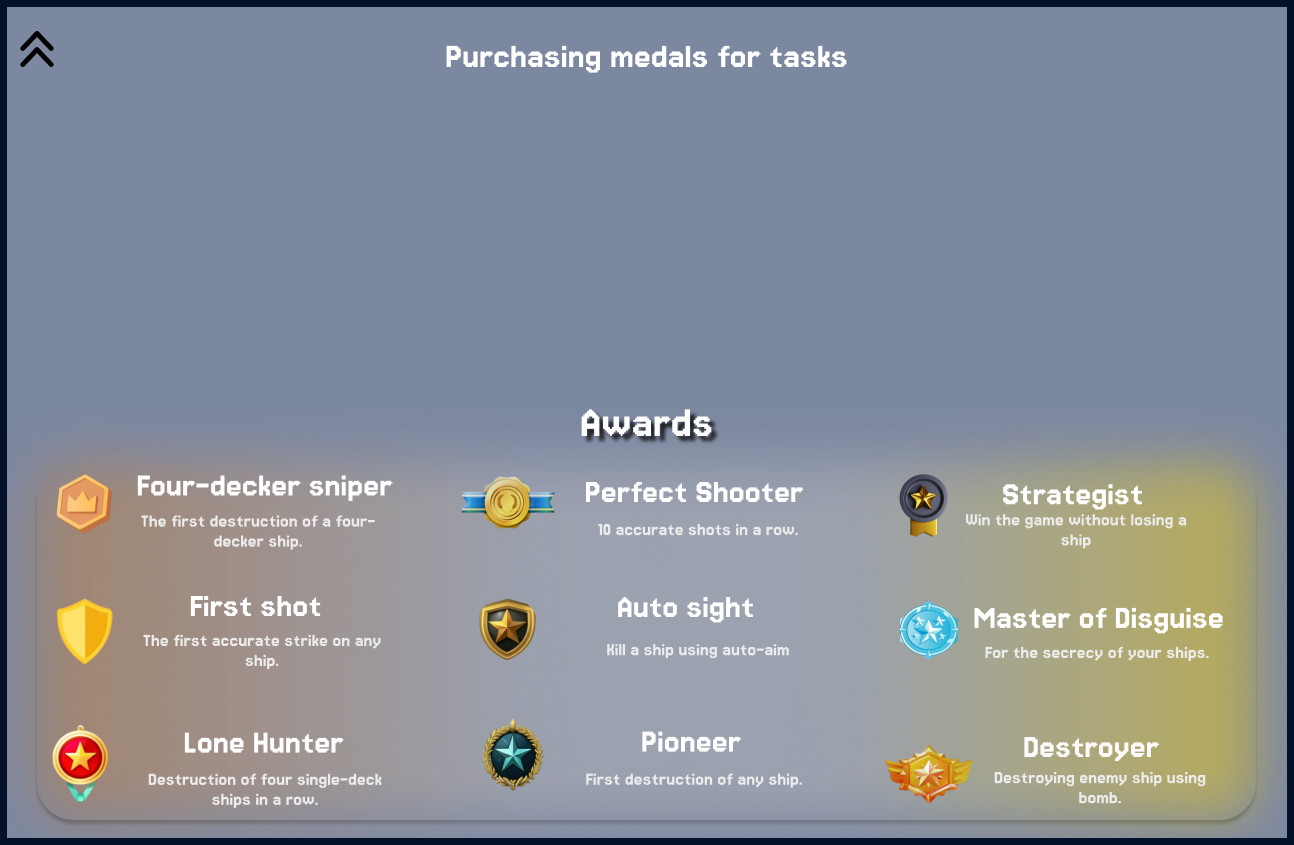 Purchasing medals for tasks
Awards
Four-decker sniper
The first destruction of a four-
decker ship.
Perfect Shooter
10 accurate shots in a row.
Strategist
Win the game without losing a
ship
First shot
The first accurate strike on any
ship.
Auto sight
Kill a ship using auto-aim
Master of Disguise
For the secrecy of your ships.
Lone Hunter
Destruction of four single-deck
ships in a row.
Pioneer
First destruction of any ship.
Destroyer
Destroying enemy ship using
bomb.